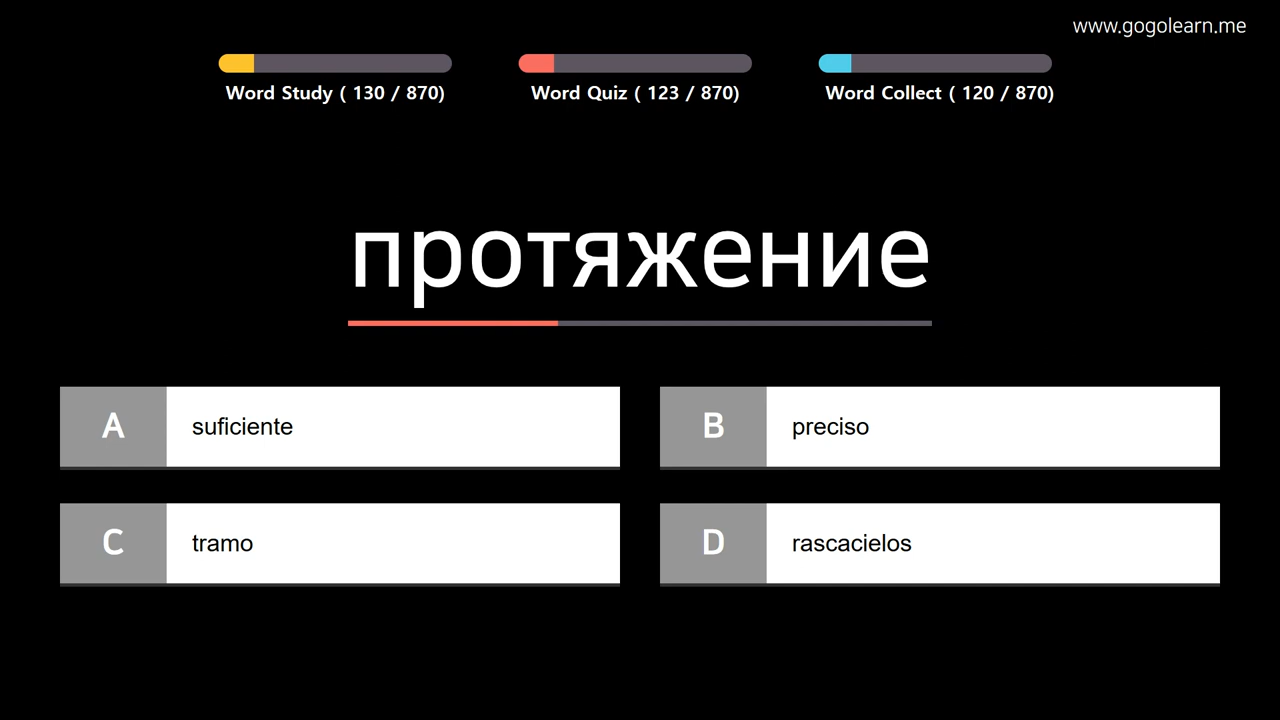 www.gogolearn.me
Word Study ( 130 / 870)
Word Quiz ( 123 / 870)
Word Collect ( 120 / 870)
протяжение
A suficiente
B preciso
C tramo
D rascacielos